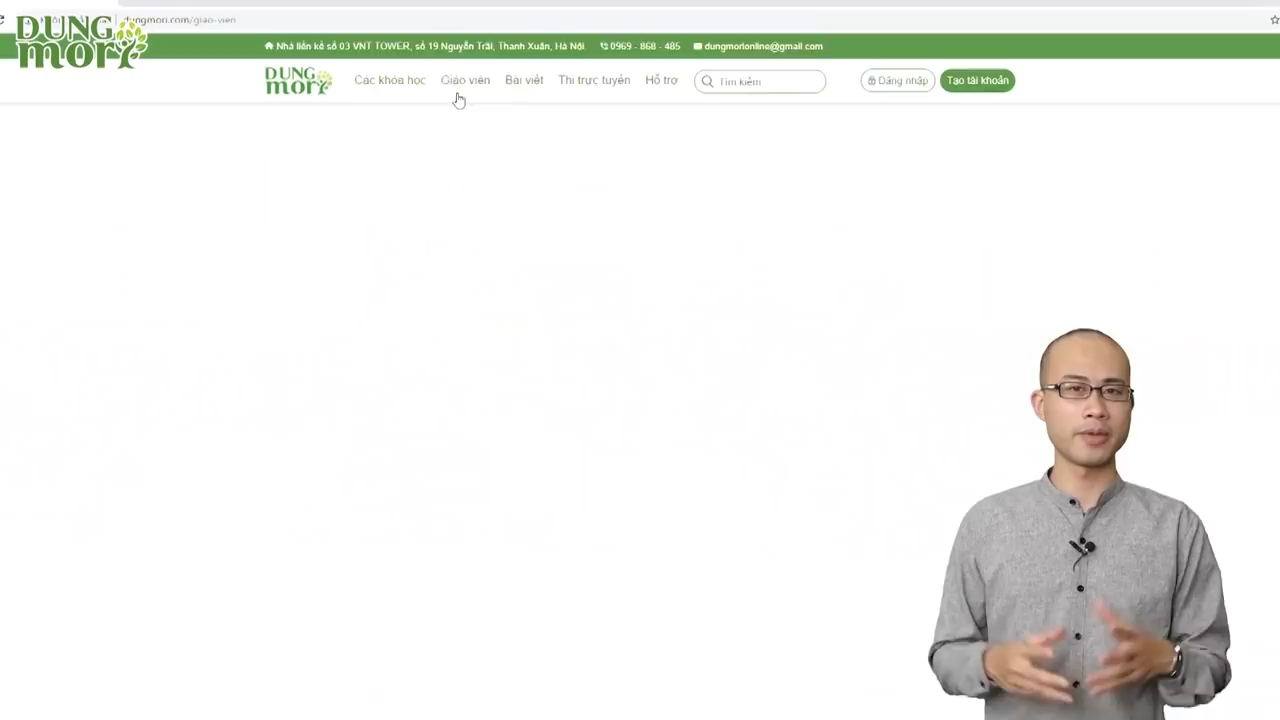 DUNG
mori
dungmori.com/giao-vien
Nhà liền kề số 03 VNT TOWER, số 19 Nguyễn Trãi, Thanh Xuân, Hà Nội. 0969 - 868 - 485 dungmorionline@gmail.com
DUNG
mori
Các khóa học Giáo viên Bài viết Thi trực tuyến Hỗ trợ Tìm kiếm Đăng nhập Tạo tài khoản